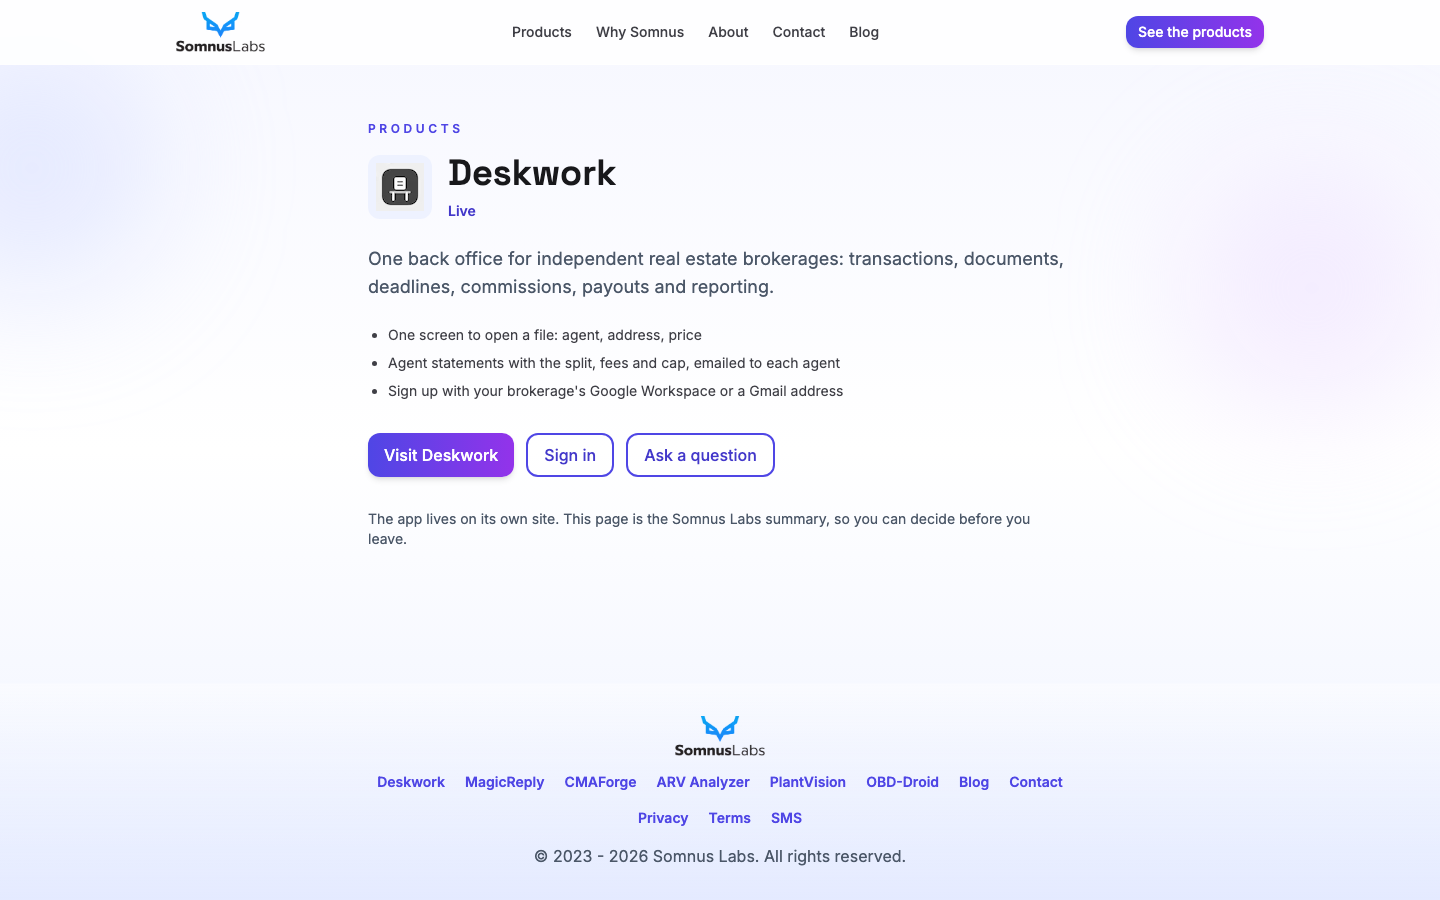 SomnusLabs
Products
Why Somnus
About
Contact
Blog
See the products
PRODUCTS
Deskwork
Live
One back office for independent real estate brokerages: transactions, documents,
deadlines, commissions, payouts and reporting.
One screen to open a file: agent, address, price
Agent statements with the split, fees and cap, emailed to each agent
Sign up with your brokerage's Google Workspace or a Gmail address
Visit Deskwork
Sign in
Ask a question
The app lives on its own site. This page is the Somnus Labs summary, so you can decide before you
leave.
SomnusLabs
Deskwork MagicReply CMAForge ARV Analyzer PlantVision OBD-Droid Blog Contact
Privacy Terms SMS
© 2023 - 2026 Somnus Labs. All rights reserved.